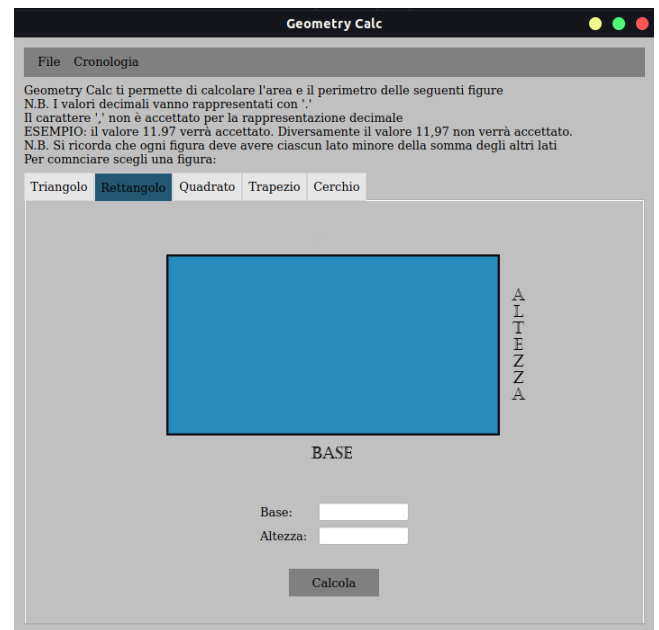 Geometry Calc
File Cronologia
Geometry Calc ti permette di calcolare l'area e il perimetro delle seguenti figure
N.B. I valori decimali vanno rappresentati con '.'
Il carattere ',' non è accettato per la rappresentazione decimale
ESEMPIO: il valore 11.97 verrà accettato. Diversamente il valore 11,97 non verrà accettato.
N.B. Si ricorda che ogni figura deve avere ciascun lato minore della somma degli altri lati
Per comnciare scegli una figura:
Triangolo Rettangolo Quadrato Trapezio Cerchio
ALTEZZA
BASE
Base:
Altezza:
Calcola